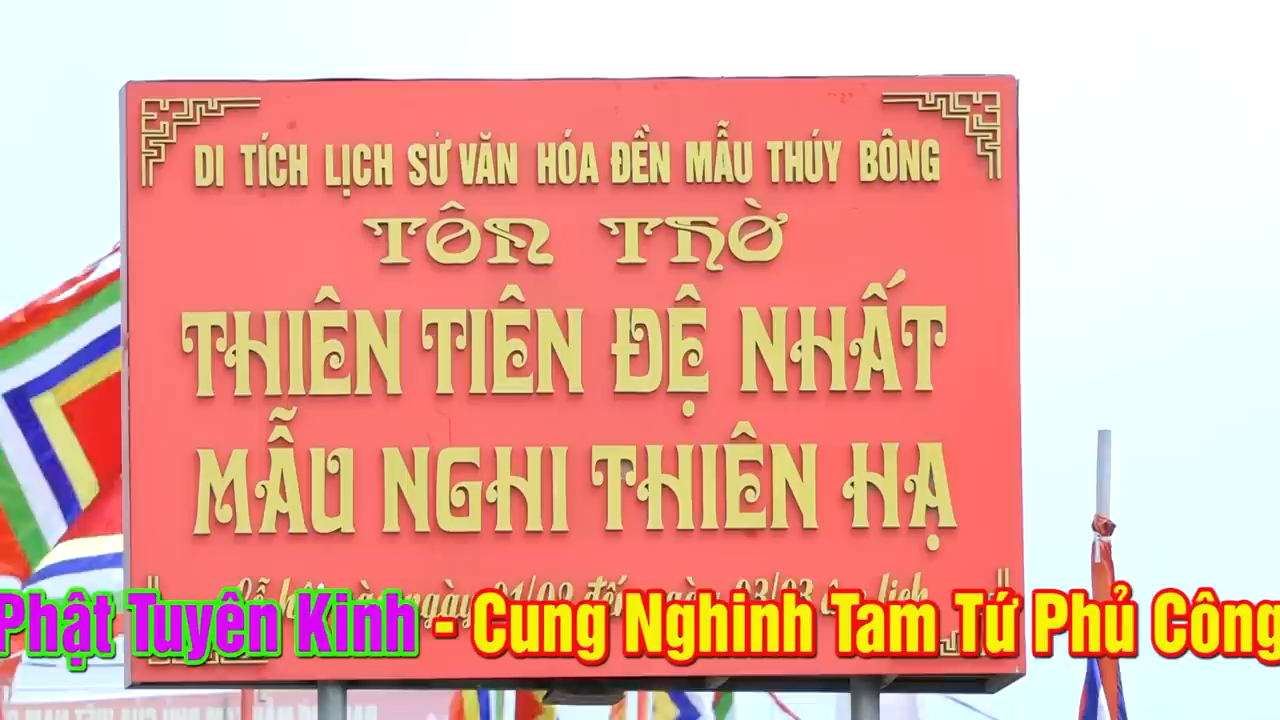 DI TÍCH LỊCH SỬ VĂN HÓA ĐỀN MẪU THÚY BÔNG
TÔN THỜ
THIÊN TIÊN ĐỆ NHẤT
MẪU NGHI THIÊN HẠ
Phật Tuyên Kinh - Cung Nghinh Tam Tứ Phủ Công